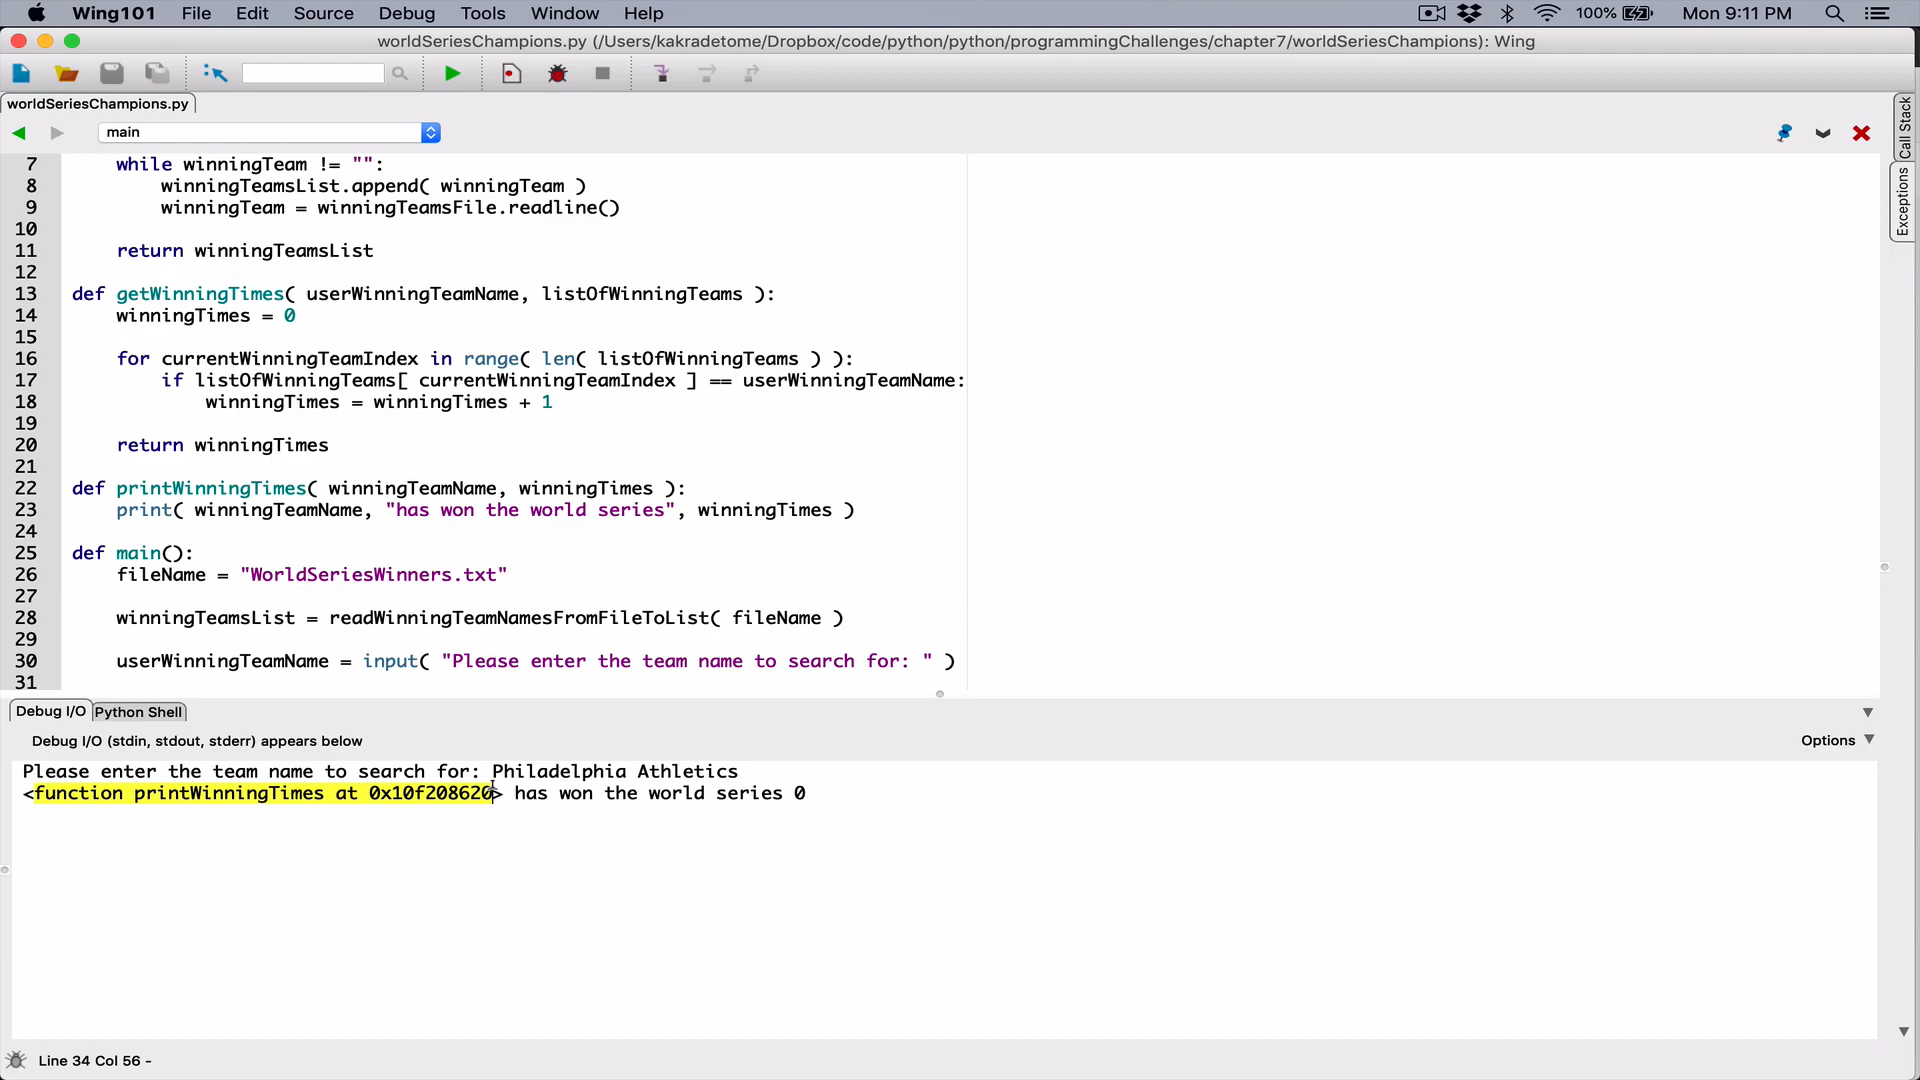 Wing101 File Edit Source Debug Tools Window Help 100% Mon 9:11 PM
worldSeriesChampions.py (/Users/kakradetome/Dropbox/code/python/python/programmingChallenges/chapter7/worldSeriesChampions): Wing
worldSeriesChampions.py
main
Call Stack
Exceptions
7 while winningTeam != "":
8 winningTeamsList.append( winningTeam )
9 winningTeam = winningTeamsFile.readline()
10
11 return winningTeamsList
12
13 def getWinningTimes( userWinningTeamName, listOfWinningTeams ):
14 winningTimes = 0
15
16 for currentWinningTeamIndex in range( len( listOfWinningTeams ) ):
17 if listOfWinningTeams[ currentWinningTeamIndex ] == userWinningTeamName:
18 winningTimes = winningTimes + 1
19
20 return winningTimes
21
22 def printWinningTimes( winningTeamName, winningTimes ):
23 print( winningTeamName, "has won the world series", winningTimes )
24
25 def main():
26 fileName = "WorldSeriesWinners.txt"
27
28 winningTeamsList = readWinningTeamNamesFromFileToList( fileName )
29
30 userWinningTeamName = input( "Please enter the team name to search for: " )
31
Debug I/O Python Shell
Debug I/O (stdin, stdout, stderr) appears below Options
Please enter the team name to search for: Philadelphia Athletics
<function printWinningTimes at 0x10f208620> has won the world series 0
Line 34 Col 56 -